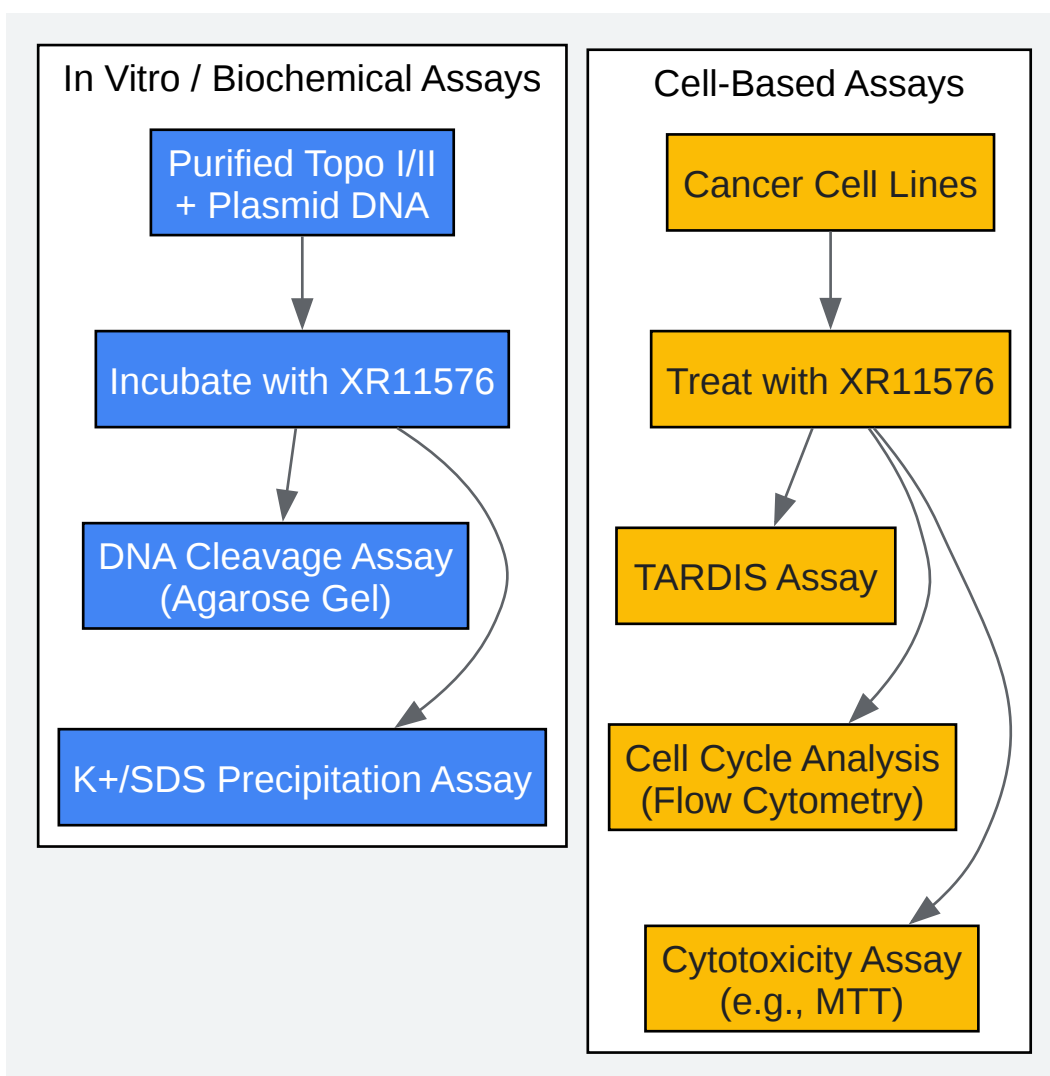 In Vitro / Biochemical Assays
Purified Topo I/II
+ Plasmid DNA
Incubate with XR11576
DNA Cleavage Assay
(Agarose Gel)
K+/SDS Precipitation Assay
Cell-Based Assays
Cancer Cell Lines
Treat with XR11576
TARDIS Assay
Cell Cycle Analysis
(Flow Cytometry)
Cytotoxicity Assay
(e.g., MTT)